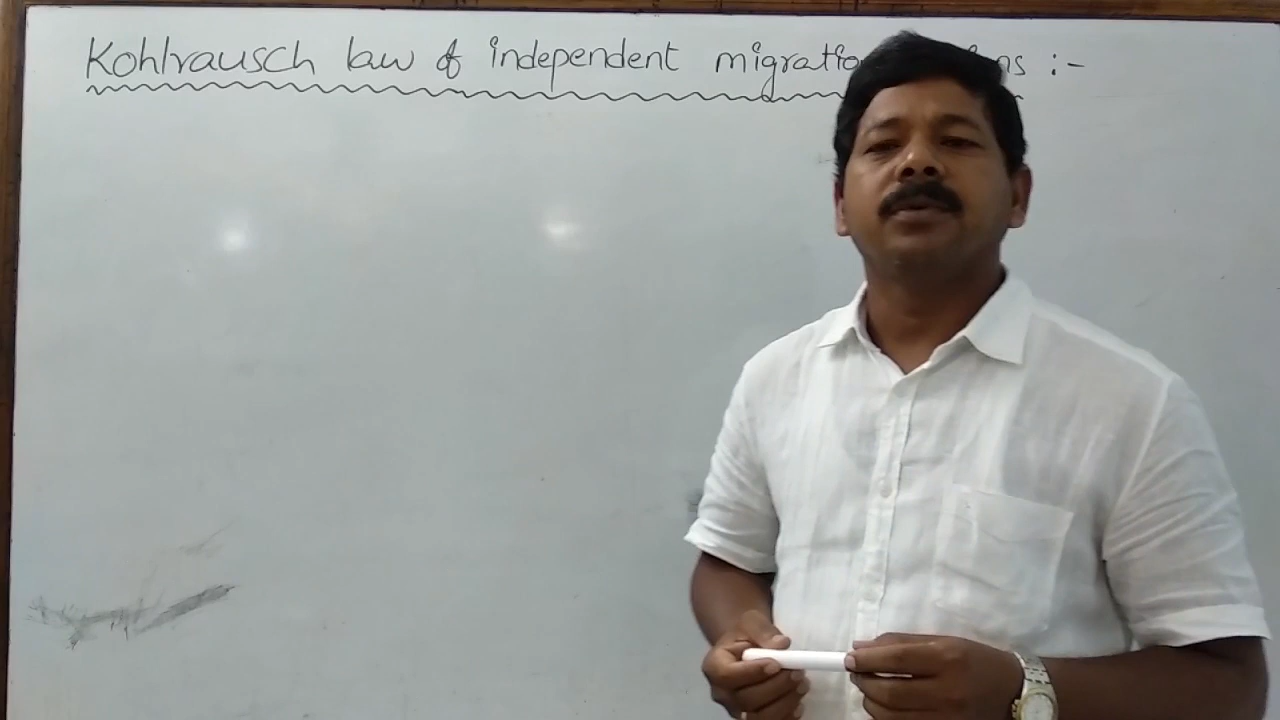 Kohlrausch law of independent migratio ns :-